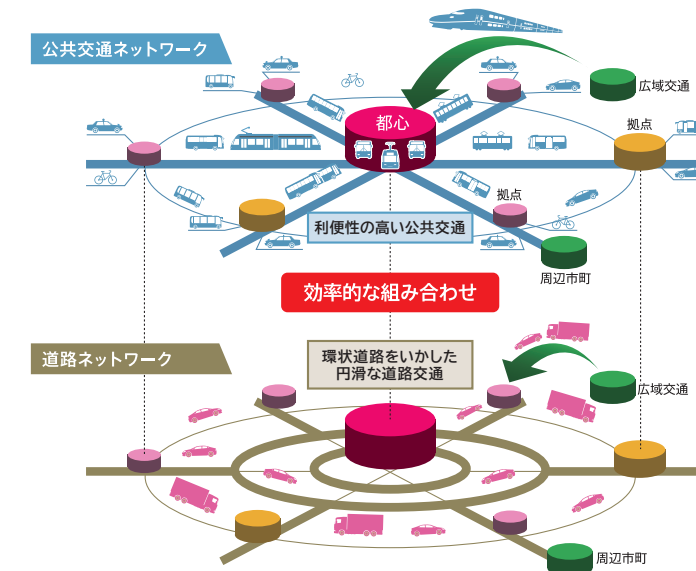 公共交通ネットワーク
広域交通
都心
拠点
拠点
利便性の高い公共交通
周辺市町
効率的な組み合わせ
道路ネットワーク
環状道路をいかした
円滑な道路交通
広域交通
周辺市町